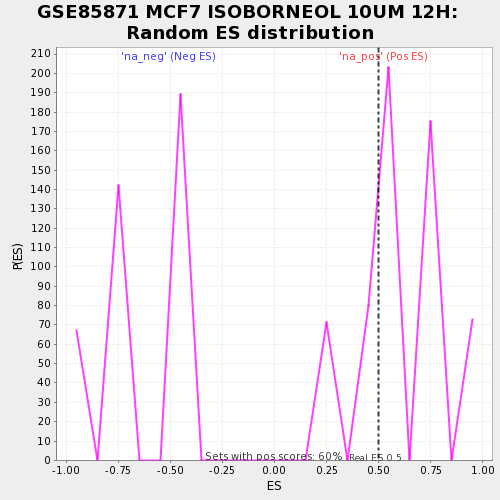 GSE85871 MCF7 ISOBORNEOL 10UM 12H:
Random ES distribution
'na_neg' (Neg ES)
'na_pos' (Pos ES)
210
200
190
180
170
160
150
140
130
120
110
100
90
80
70
60
50
40
30
20
10
0
P(ES)
Sets with pos scores: 60%
Real ES 0.5
-1.00 -0.75 -0.50 -0.25 0.00 0.25 0.50 0.75 1.00
ES